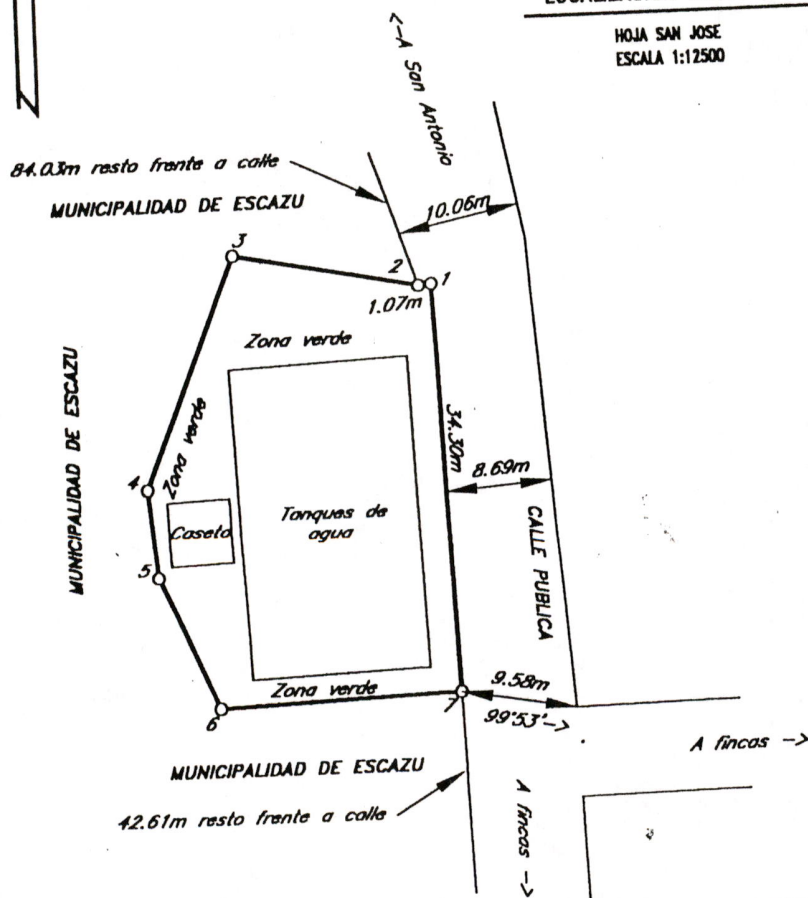 HOJA SAN JOSE
ESCALA 1:12500
<--A San Antonio
84.03m resto frente a calle
MUNICIPALIDAD DE ESCAZU
10.06m
3
2
1
1.07m
Zona verde
MUNICIPALIDAD DE ESCAZU
Zona verde
34.30m
8.69m
4
Caseta
Tanques de
agua
CALLE PUBLICA
5
9.58m
Zona verde
7
99°53'->
6
A fincas ->
MUNICIPALIDAD DE ESCAZU
42.61m resto frente a calle
A fincas ->